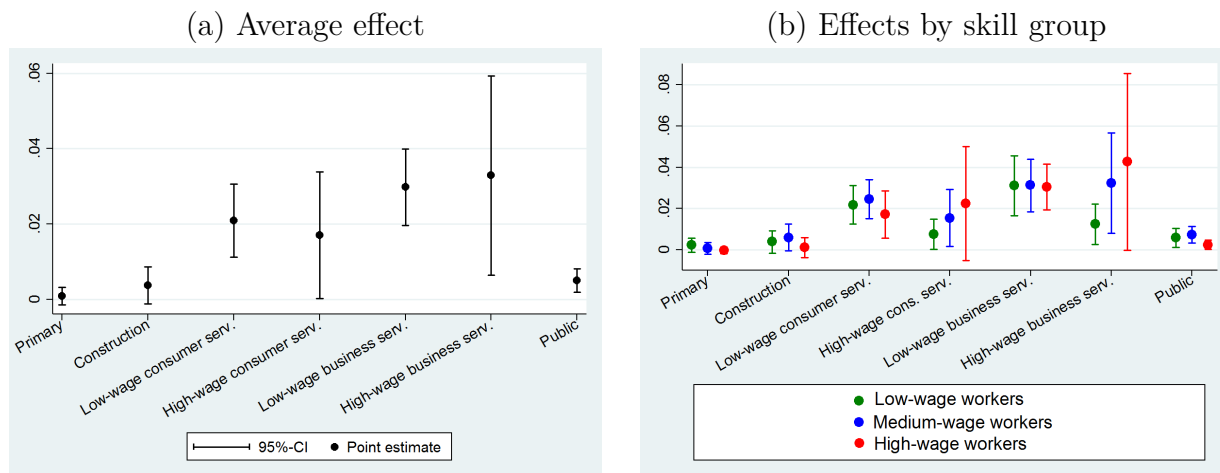 (a) Average effect
.06
.04
.02
0
Primary
Construction
Low-wage consumer serv.
High-wage consumer serv.
Low-wage business serv.
High-wage business serv.
Public
95%-CI
Point estimate
(b) Effects by skill group
.08
.06
.04
.02
0
Primary
Construction
Low-wage consumer serv.
High-wage cons. serv.
Low-wage business serv.
High-wage business serv.
Public
Low-wage workers
Medium-wage workers
High-wage workers